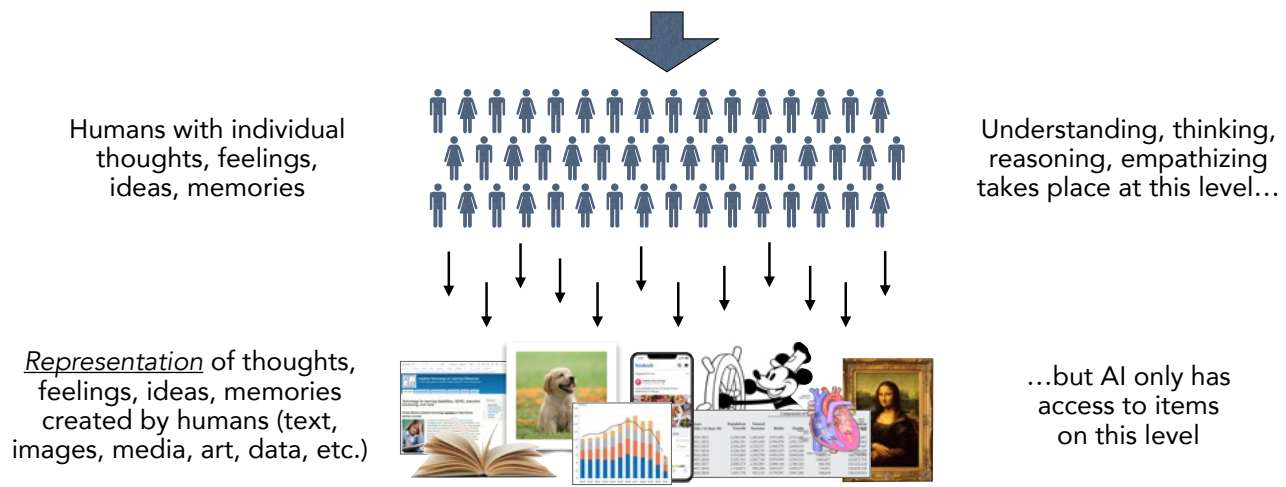 Humans with individual
thoughts, feelings,
ideas, memories
Understanding, thinking,
reasoning, empathizing
takes place at this level…
Representation of thoughts,
feelings, ideas, memories
created by humans (text,
images, media, art, data, etc.)
facebook
…but AI only has
access to items
on this level